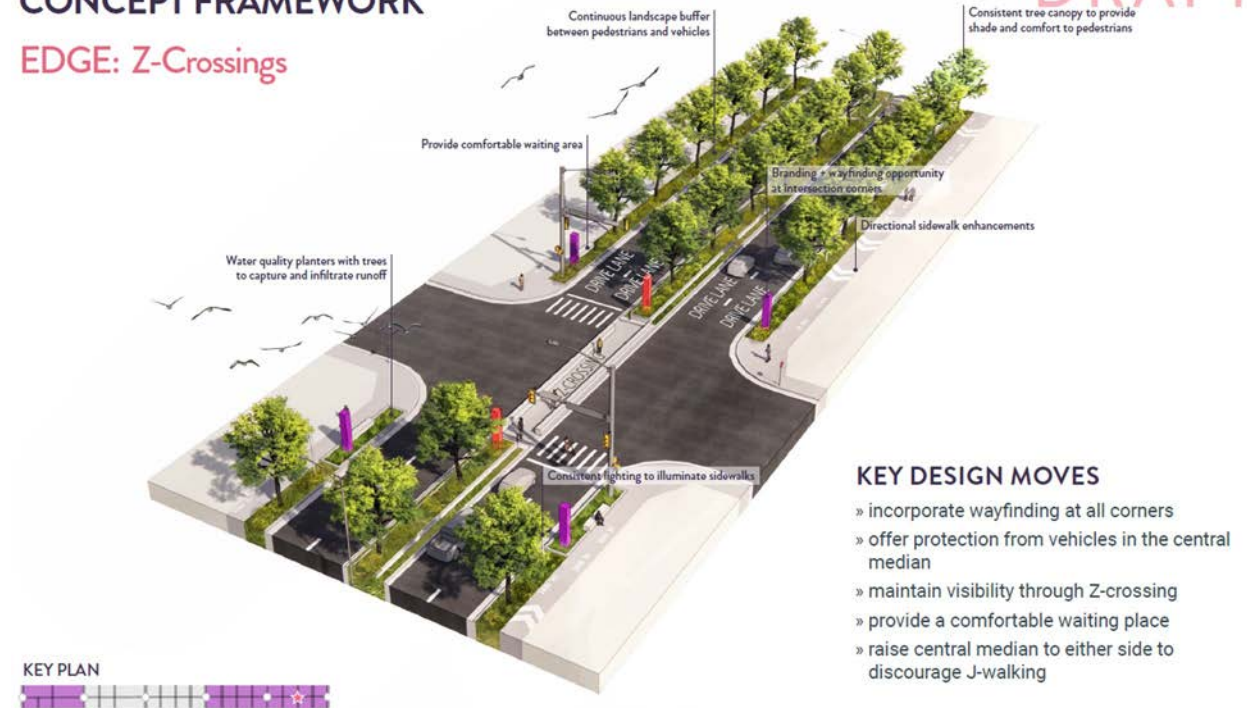 CONCEPT FRAMEWORK
DRAFT
EDGE: Z-Crossings
Continuous landscape buffer
between pedestrians and vehicles
Consistent tree canopy to provide
shade and comfort to pedestrians
Provide comfortable waiting area
Branding + wayfinding opportunity
at Intersection corners
Directional sidewalk enhancements
Water quality planters with trees
to capture and infiltrate runoff
DRIVE LANE
DRIVE LANE
DRIVE LANE
DRIVE LANE
Z-CROSSING
Consistent lighting to illuminate sidewalks
KEY DESIGN MOVES
» incorporate wayfinding at all corners
» offer protection from vehicles in the central
median
» maintain visibility through Z-crossing
» provide a comfortable waiting place
» raise central median to either side to
discourage J-walking
KEY PLAN